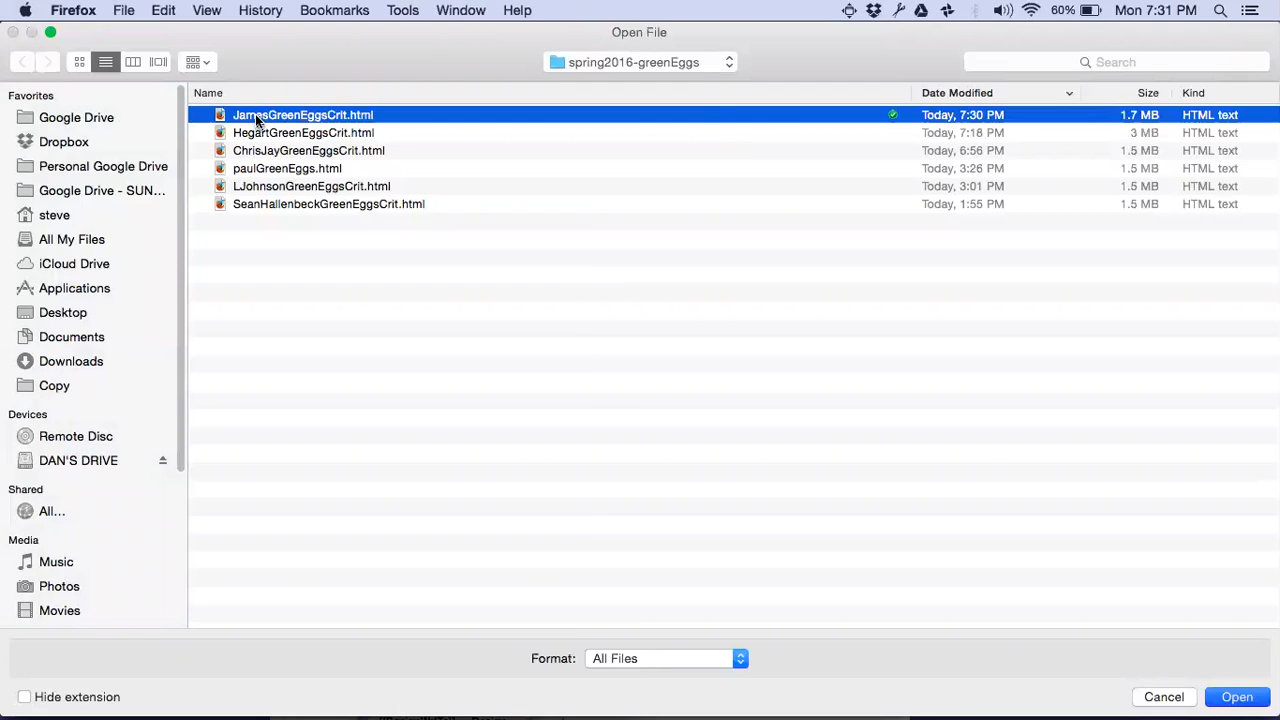 Firefox File Edit View History Bookmarks Tools Window Help 60% Mon 7:31 PM
Open File
spring2016-greenEggs Search
Favorites
Google Drive
Dropbox
Personal Google Drive
Google Drive - SUN...
steve
All My Files
iCloud Drive
Applications
Desktop
Documents
Downloads
Copy
Devices
Remote Disc
DAN'S DRIVE
Shared
All...
Media
Music
Photos
Movies
Name Date Modified Size Kind
JamesGreenEggsCrit.html Today, 7:30 PM 1.7 MB HTML text
HegartGreenEggsCrit.html Today, 7:18 PM 3 MB HTML text
ChrisJayGreenEggsCrit.html Today, 6:56 PM 1.5 MB HTML text
paulGreenEggs.html Today, 3:26 PM 1.5 MB HTML text
LJohnsonGreenEggsCrit.html Today, 3:01 PM 1.5 MB HTML text
SeanHallenbeckGreenEggsCrit.html Today, 1:55 PM 1.5 MB HTML text
Format: All Files
Hide extension Cancel Open